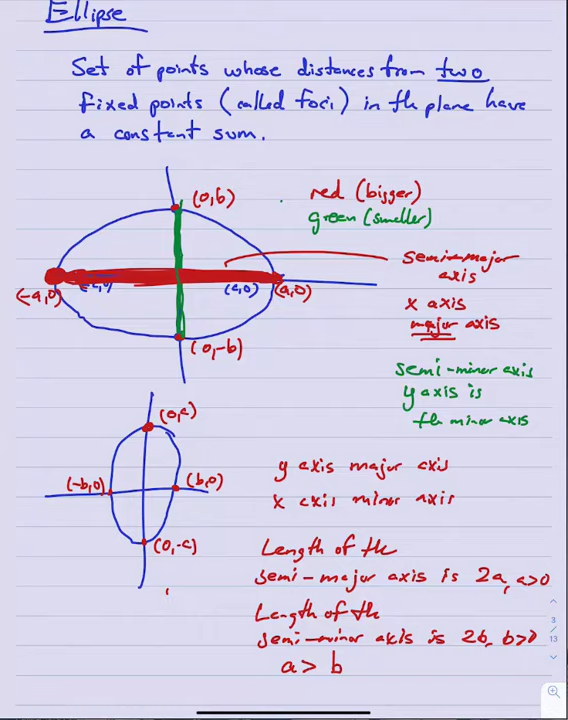 Ellipse
Set of points whose distances from two
fixed points (called foci) in the plane have
a constant sum.
(0,b)
red (bigger)
green (smaller)
semi-major
axis
(-a,0)
(a,0)
(a,0)
x axis
major axis
(0,-b)
semi-minor axis
y axis is
the minor axis
(0,a)
(-b,0)
(b,0)
y axis major axis
x axis minor axis
(0,-a)
Length of the
semi-major axis is 2a, a>0
Length of the
semi-minor axis is 2b, b>0
a > b
3
/
13